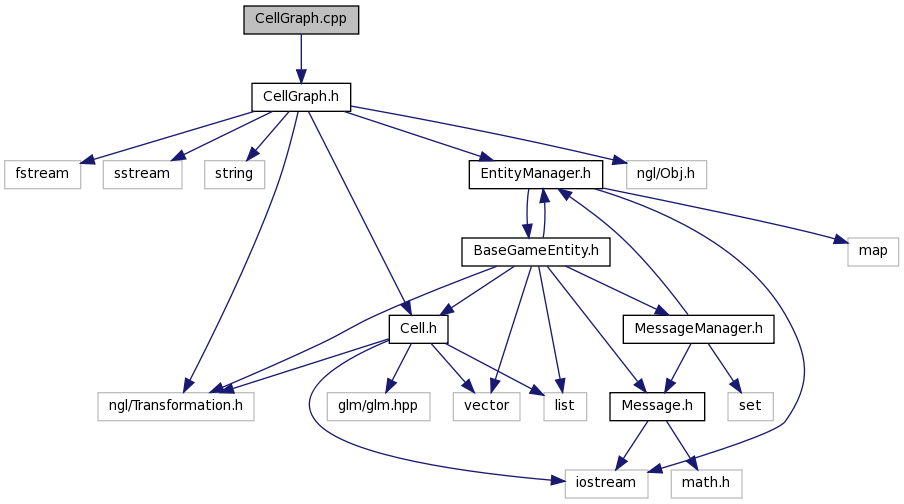 CellGraph.cpp
CellGraph.h
fstream
sstream
string
EntityManager.h
ngl/Obj.h
BaseGameEntity.h
map
Cell.h
MessageManager.h
ngl/Transformation.h
glm/glm.hpp
vector
list
Message.h
set
iostream
math.h